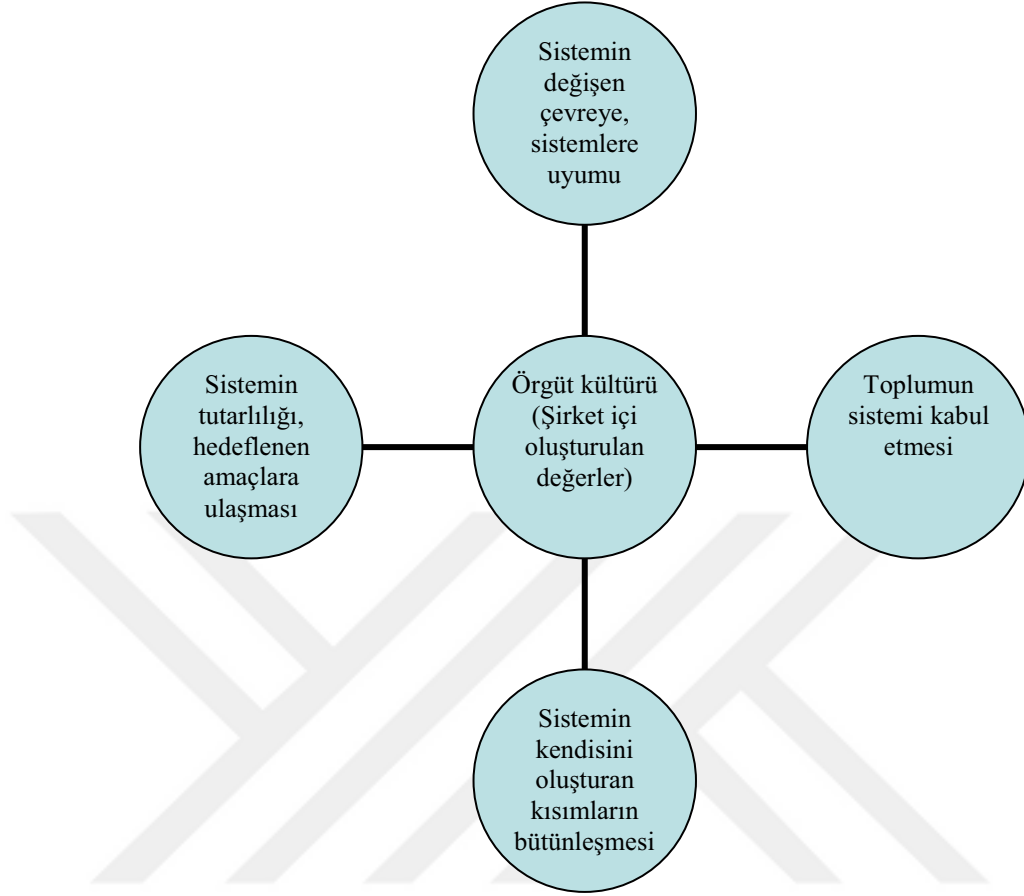 Sistemin
değişen
çevreye,
sistemlere
uyumu
Sistemin
tutarlılığı,
hedeflenen
amaçlara
ulaşması
Örgüt kültürü
(Şirket içi
oluşturulan
değerler)
Toplumun
sistemi kabul
etmesi
Sistemin
kendisini
oluşturan
kısımların
bütünleşmesi